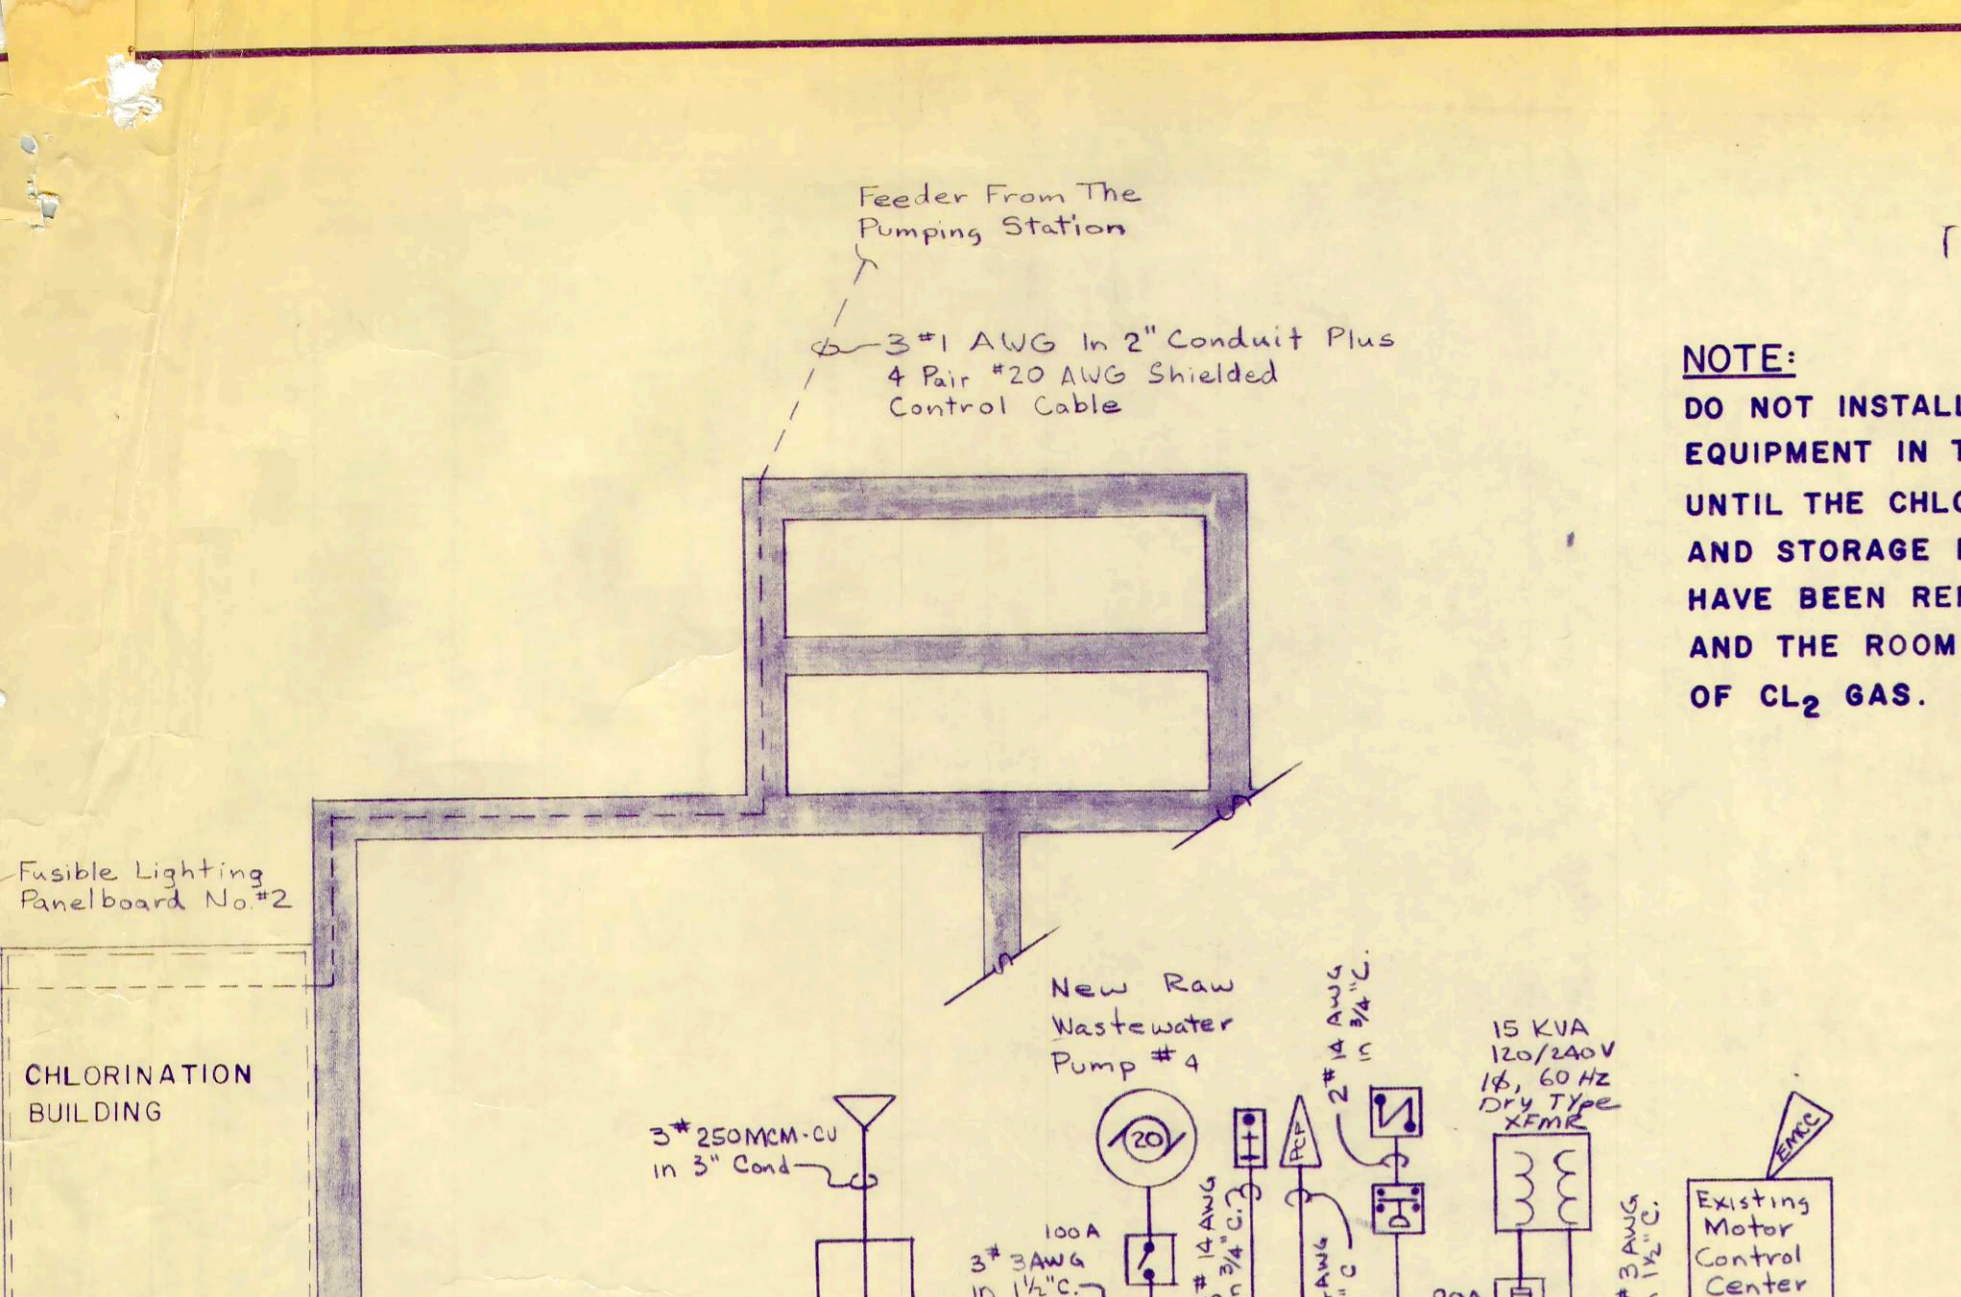 Feeder From The
Pumping Station
3 #1 AWG In 2" Conduit Plus
4 Pair #20 AWG Shielded
Control Cable
NOTE:
DO NOT INSTALL
EQUIPMENT IN
UNTIL THE
AND STORAGE
HAVE BEEN
AND THE ROOM
OF CL2 GAS.
Fusible Lighting
Panelboard No. #2
CHLORINATION
BUILDING
New Raw
Wastewater
Pump #4
20
3 #250MCM-CU
in 3" Cond
100A
3 #3AWG
in 1½"C.
# 14 AWG
in 3/4" C.
PCP
AWG
" C
2 #14 AWG
in 3/4"C.
15 KVA
120/240V
1Ø, 60 HZ
Dry Type
XFMR
# 3 AWG
1½" C.
EMCC
Existing
Motor
Control
Center